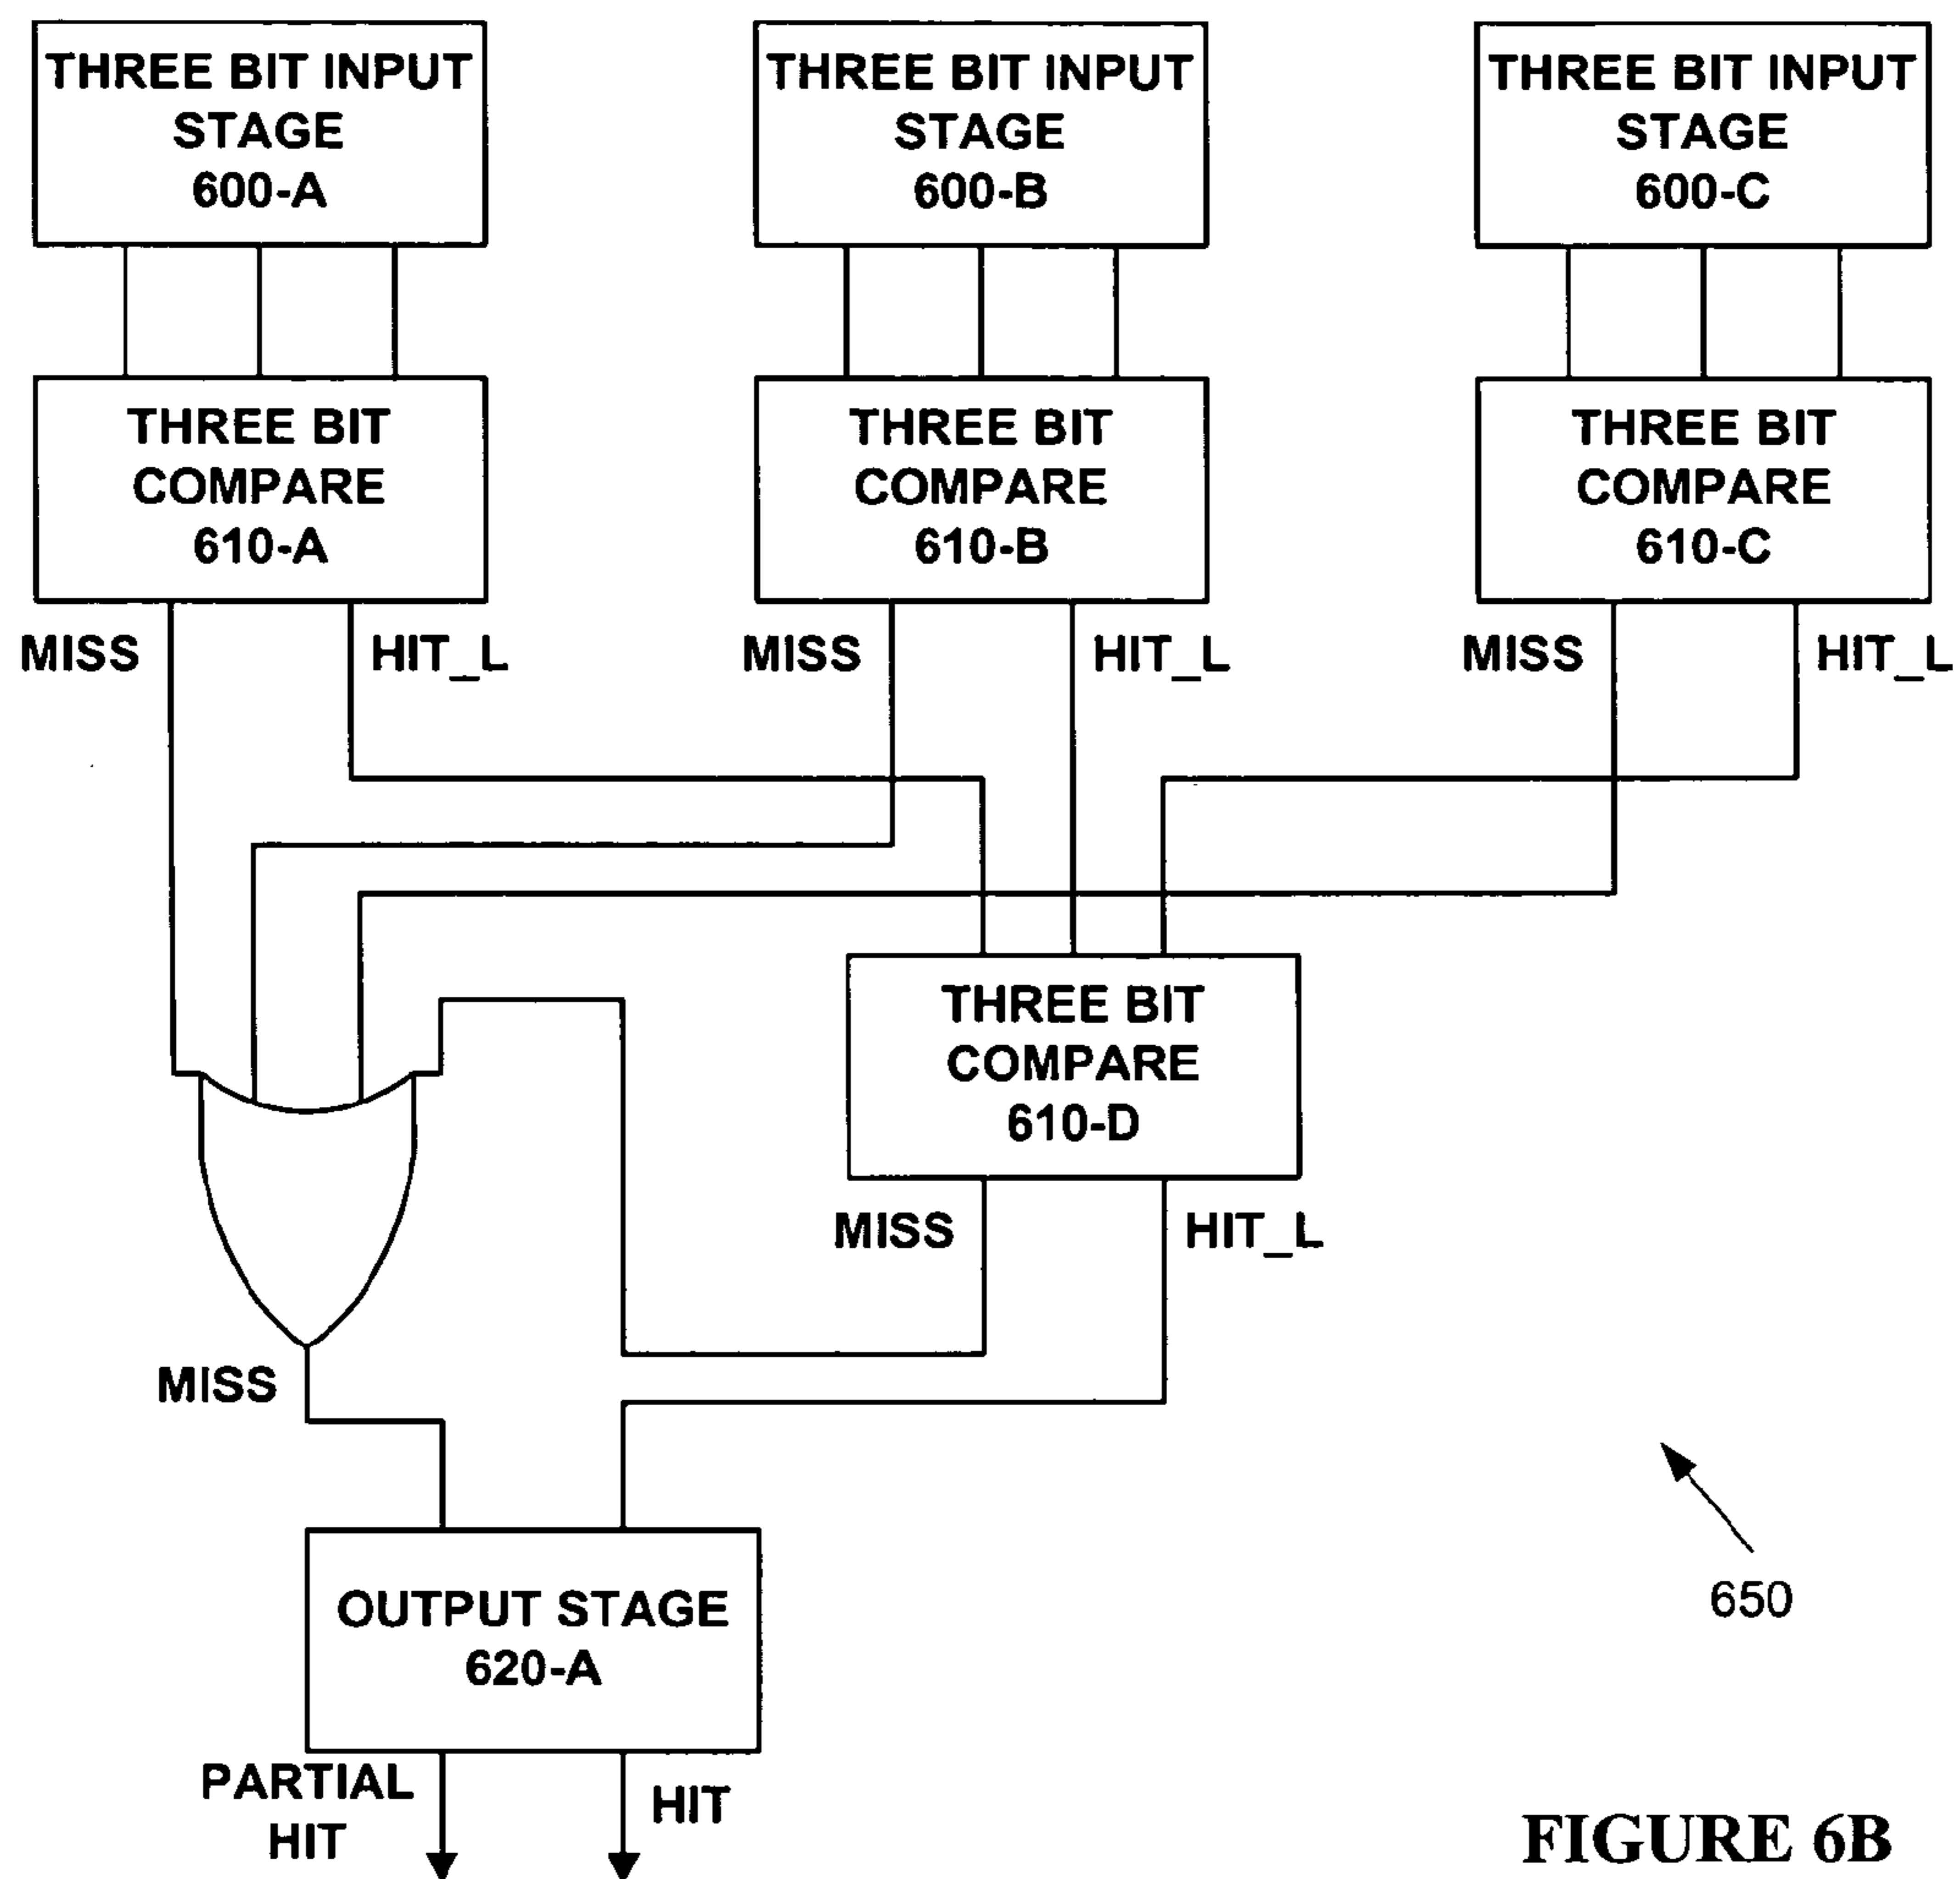 THREE BIT INPUT
STAGE
600-A
THREE BIT INPUT
STAGE
600-B
THREE BIT INPUT
STAGE
600-C
THREE BIT
COMPARE
610-A
THREE BIT
COMPARE
610-B
THREE BIT
COMPARE
610-C
MISS
HIT_L
MISS
HIT_L
MISS
HIT_L
THREE BIT
COMPARE
610-D
MISS
HIT_L
MISS
OUTPUT STAGE
620-A
650
PARTIAL
HIT
HIT
FIGURE 6B